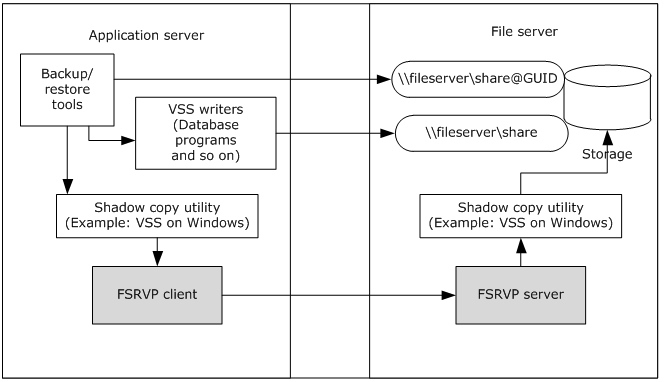 Application server
File server
Backup/
restore
tools
\\fileserver\share@GUID
VSS writers
(Database
programs
and so on)
\\fileserver\share
Storage
Shadow copy utility
(Example: VSS on Windows)
Shadow copy utility
(Example: VSS on Windows)
FSRVP client
FSRVP server